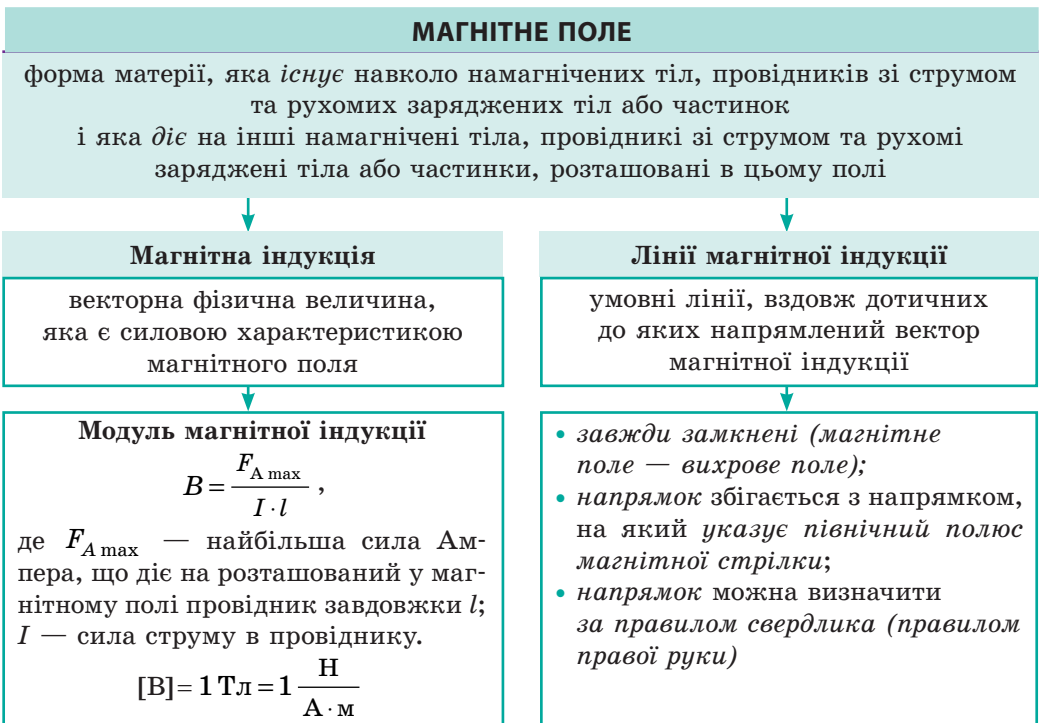 МАГНІТНЕ ПОЛЕ
форма матерії, яка існує навколо намагнічених тіл, провідників зі струмом
та рухомих заряджених тіл або частинок
і яка діє на інші намагнічені тіла, провідникі зі струмом та рухомі
заряджені тіла або частинки, розташовані в цьому полі
Магнітна індукція
векторна фізична величина,
яка є силовою характеристикою
магнітного поля
Модуль магнітної індукції
B = F_A max / I · l ,
де F_A max — найбільша сила Ам-
пера, що діє на розташований у маг-
нітному полі провідник завдовжки l;
I — сила струму в провіднику.
[В]= 1 Тл = 1 Н / А · м
Лінії магнітної індукції
умовні лінії, вздовж дотичних
до яких напрямлений вектор
магнітної індукції
• завжди замкнені (магнітне
поле — вихрове поле);
• напрямок збігається з напрямком,
на який указує північний полюс
магнітної стрілки;
• напрямок можна визначити
за правилом свердлика (правилом
правої руки)